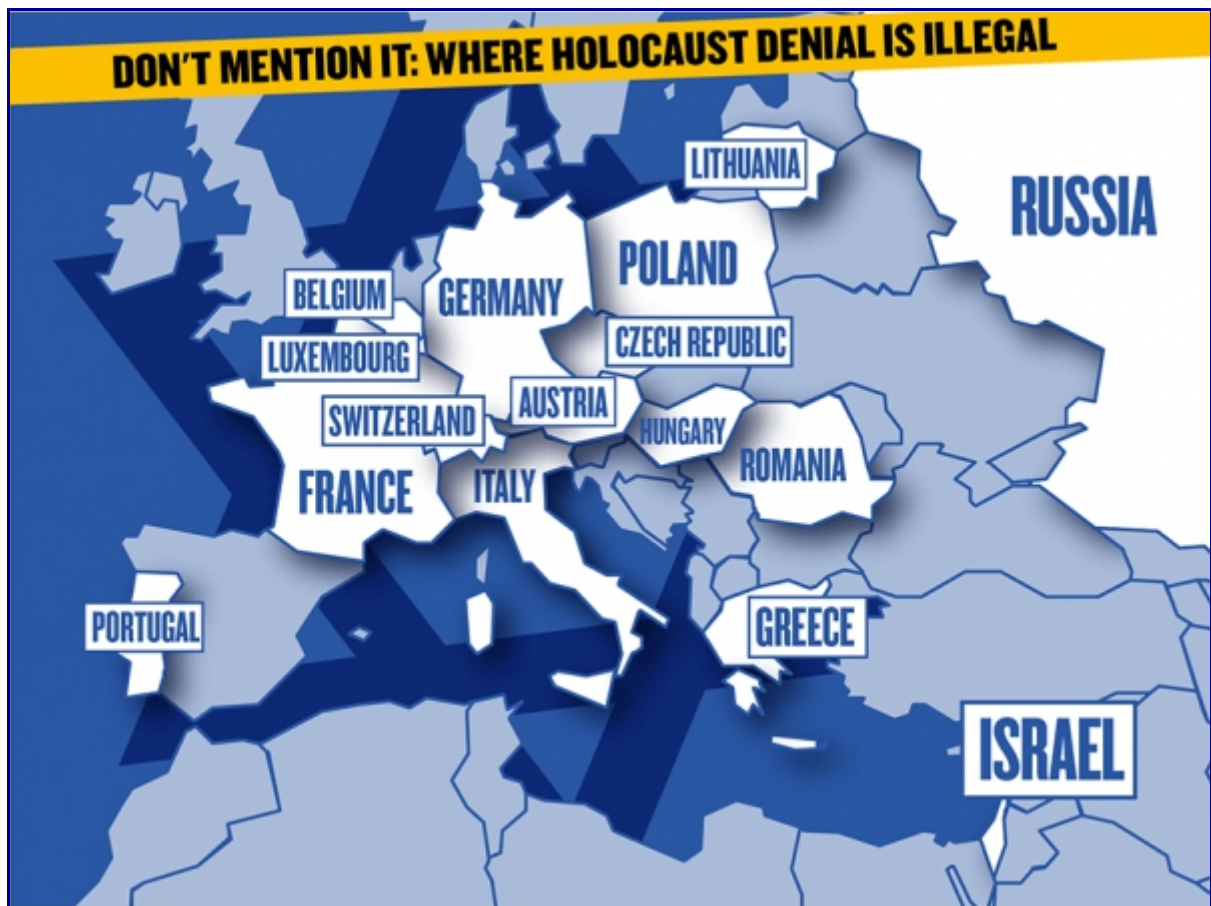 DON'T MENTION IT: WHERE HOLOCAUST DENIAL IS ILLEGAL
LITHUANIA
RUSSIA
POLAND
BELGIUM
GERMANY
CZECH REPUBLIC
LUXEMBOURG
AUSTRIA
SWITZERLAND
HUNGARY
ROMANIA
FRANCE
ITALY
PORTUGAL
GREECE
ISRAEL